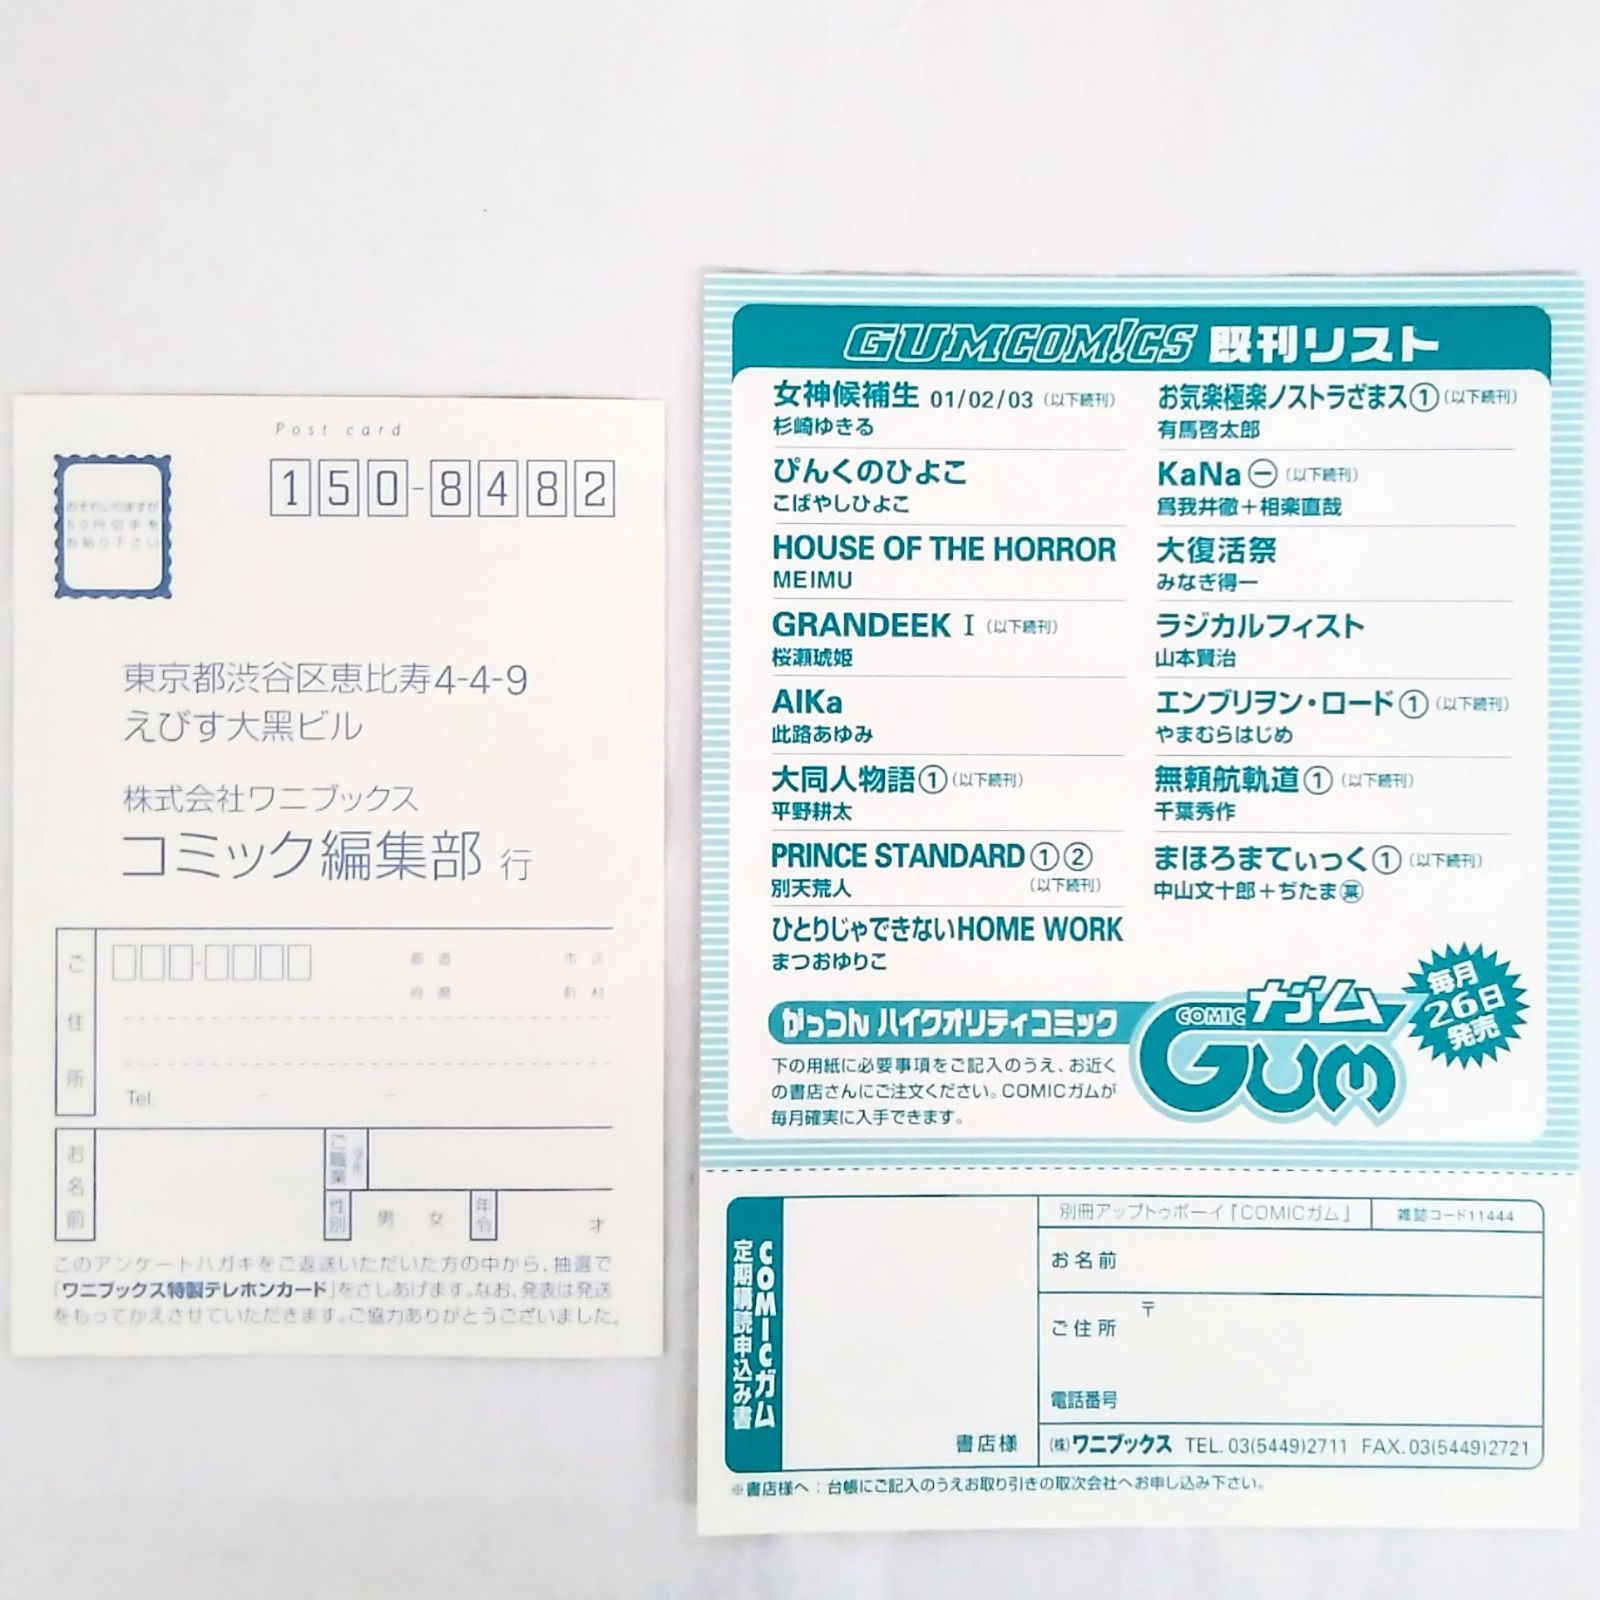 Post card
150-8482
おそれいりますが
50円切手を
お貼り下さい
東京都渋谷区恵比寿4-4-9
えびす大黑ビル
株式会社ワニブックス
コミック編集部 行
ご住所
都 道 市 区
府 県 町 村
Tel. － －
お名前
ご職業
学年
性別
男 女
年令
才
このアンケートハガキをご返送いただいた方の中から、抽選で
「ワニブックス特製テレホンカード」をさしあげます。なお、発表は発送
をもってかえさせていただきます。ご協力ありがとうございました。
GUMCOM!CS 既刊リスト
女神候補生 01/02/03（以下続刊）
杉崎ゆきる
ぴんくのひよこ
こばやしひよこ
HOUSE OF THE HORROR
MEIMU
GRANDEEK Ⅰ（以下続刊）
桜瀬琥姫
AIKa
此路あゆみ
大同人物語①（以下続刊）
平野耕太
PRINCE STANDARD①②
別天荒人 （以下続刊）
ひとりじゃできないHOME WORK
まつおゆりこ
お気楽極楽ノストラざまス①（以下続刊）
有馬啓太郎
KaNa㊀（以下続刊）
爲我井徹＋相楽直哉
大復活祭
みなぎ得一
ラジカルフィスト
山本賢治
エンブリヲン・ロード①（以下続刊）
やまむらはじめ
無頼航軌道①（以下続刊）
千葉秀作
まほろまてぃっく①（以下続刊）
中山文十郎＋ぢたま某
がっつん ハイクオリティコミック
COMIC ガム
GUM
毎月
26日
発売
下の用紙に必要事項をご記入のうえ、お近く
の書店さんにご注文ください。COMICガムが
毎月確実に入手できます。
COMICガム
定期購読申込み書
書店様
別冊アップトゥボーイ「COMICガム」
雑誌コード11444
お名前
〒
ご住所
電話番号
㈱ワニブックス TEL.03(5449)2711 FAX.03(5449)2721
※書店様へ：台帳にご記入のうえお取り引きの取次会社へお申し込み下さい。